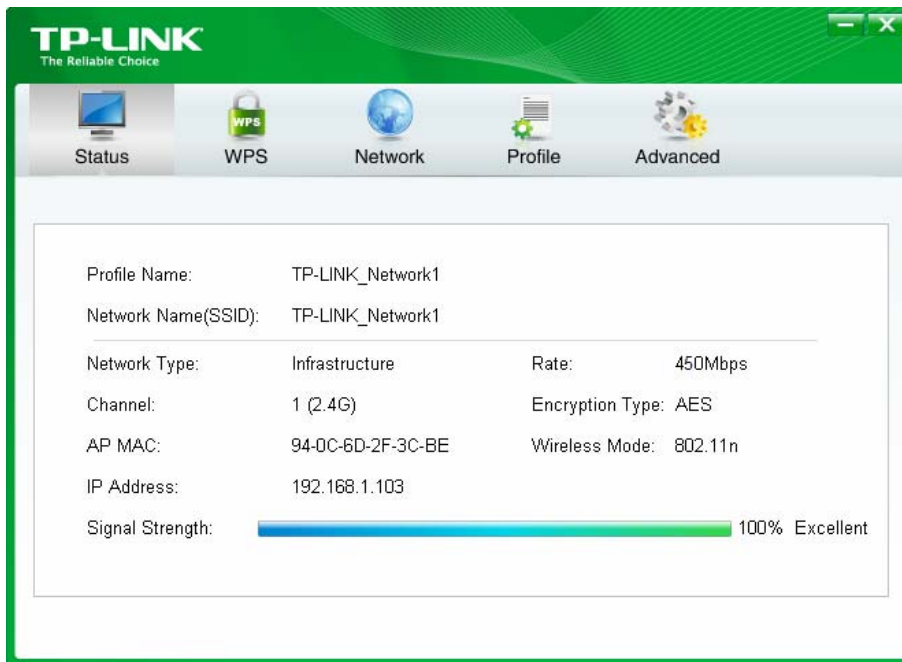 TP-LINK
The Reliable Choice
WPS
Status WPS Network Profile Advanced
Profile Name: TP-LINK_Network1
Network Name(SSID): TP-LINK_Network1
Network Type: Infrastructure Rate: 450Mbps
Channel: 1 (2.4G) Encryption Type: AES
AP MAC: 94-0C-6D-2F-3C-BE Wireless Mode: 802.11n
IP Address: 192.168.1.103
Signal Strength: 100% Excellent